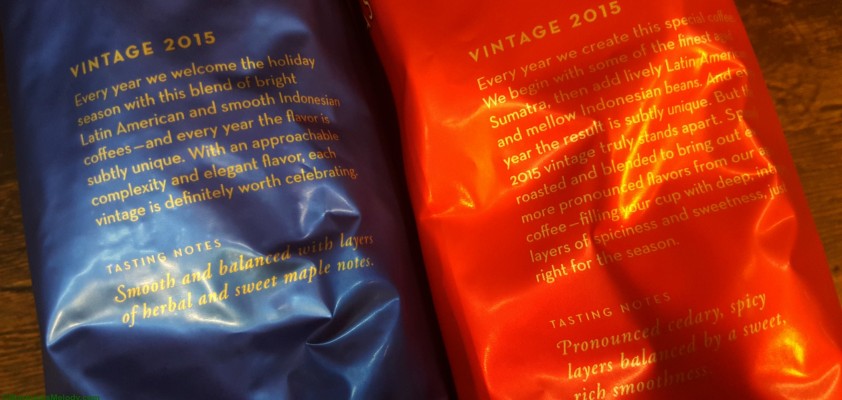 VINTAGE 2015
Every year we welcome the holiday
season with this blend of bright
Latin American and smooth Indonesian
coffees—and every year the flavor is
subtly unique. With an approachable
complexity and elegant flavor, each
vintage is definitely worth celebrating.
TASTING NOTES
Smooth and balanced with layers
of herbal and sweet maple notes.
VINTAGE 2015
Every year we create this special coffee.
We begin with some of the finest
Sumatra, then add lively Latin
and mellow Indonesian beans. And
year the result is subtly unique. But
2015 vintage truly stands apart.
roasted and blended to bring out
more pronounced flavors from our
coffee—filling your cup with deep,
layers of spiciness and sweetness,
right for the season.
TASTING NOTES
Pronounced cedary, spicy
layers balanced by a sweet,
rich smoothness.